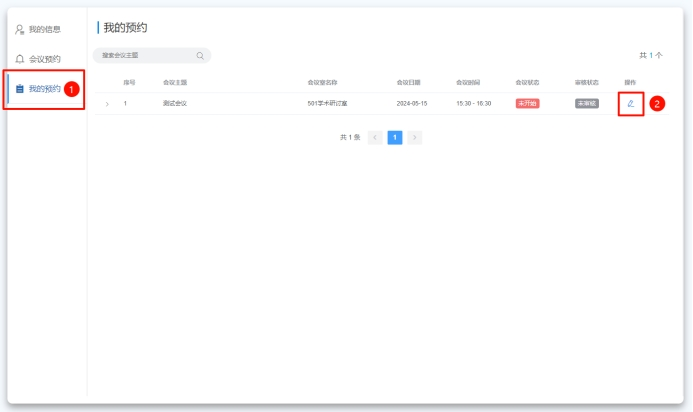 我的信息
会议预约
我的预约
1
我的预约
搜索会议主题
共 1 个
序号 会议主题 会议室名称 会议日期 会议时间 会议状态 审核状态 操作
1 测试会议 501学术研讨室 2024-05-15 15:30 - 16:30 未开始 未审核
2
共 1 条 < 1 >